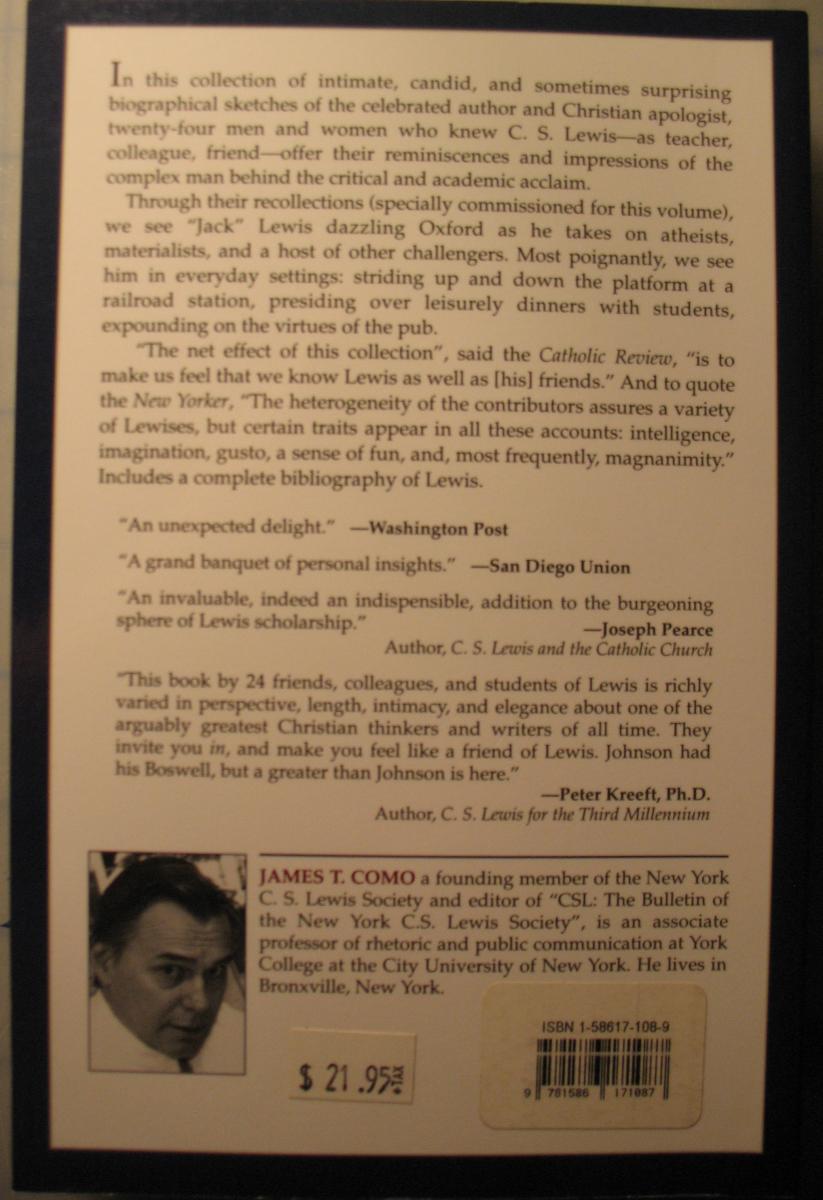 In this collection of intimate, candid, and sometimes surprising
biographical sketches of the celebrated author and Christian apologist,
twenty-four men and women who knew C. S. Lewis—as teacher,
colleague, friend—offer their reminiscences and impressions of the
complex man behind the critical and academic acclaim.
Through their recollections (specially commissioned for this volume),
we see "Jack" Lewis dazzling Oxford as he takes on atheists,
materialists, and a host of other challengers. Most poignantly, we see
him in everyday settings: striding up and down the platform at a
railroad station, presiding over leisurely dinners with students,
expounding on the virtues of the pub.
"The net effect of this collection", said the Catholic Review, "is to
make us feel that we know Lewis as well as [his] friends." And to quote
the New Yorker, "The heterogeneity of the contributors assures a variety
of Lewises, but certain traits appear in all these accounts: intelligence,
imagination, gusto, a sense of fun, and, most frequently, magnanimity."
Includes a complete bibliography of Lewis.
"An unexpected delight." —Washington Post
"A grand banquet of personal insights." —San Diego Union
"An invaluable, indeed an indispensible, addition to the burgeoning
sphere of Lewis scholarship."
—Joseph Pearce
Author, C. S. Lewis and the Catholic Church
"This book by 24 friends, colleagues, and students of Lewis is richly
varied in perspective, length, intimacy, and elegance about one of the
arguably greatest Christian thinkers and writers of all time. They
invite you in, and make you feel like a friend of Lewis. Johnson had
his Boswell, but a greater than Johnson is here."
—Peter Kreeft, Ph.D.
Author, C. S. Lewis for the Third Millennium
JAMES T. COMO a founding member of the New York
C. S. Lewis Society and editor of "CSL: The Bulletin of
the New York C.S. Lewis Society", is an associate
professor of rhetoric and public communication at York
College at the City University of New York. He lives in
Bronxville, New York.
$ 21.95 +TAX
ISBN 1-58617-108-9
9 781586 171087